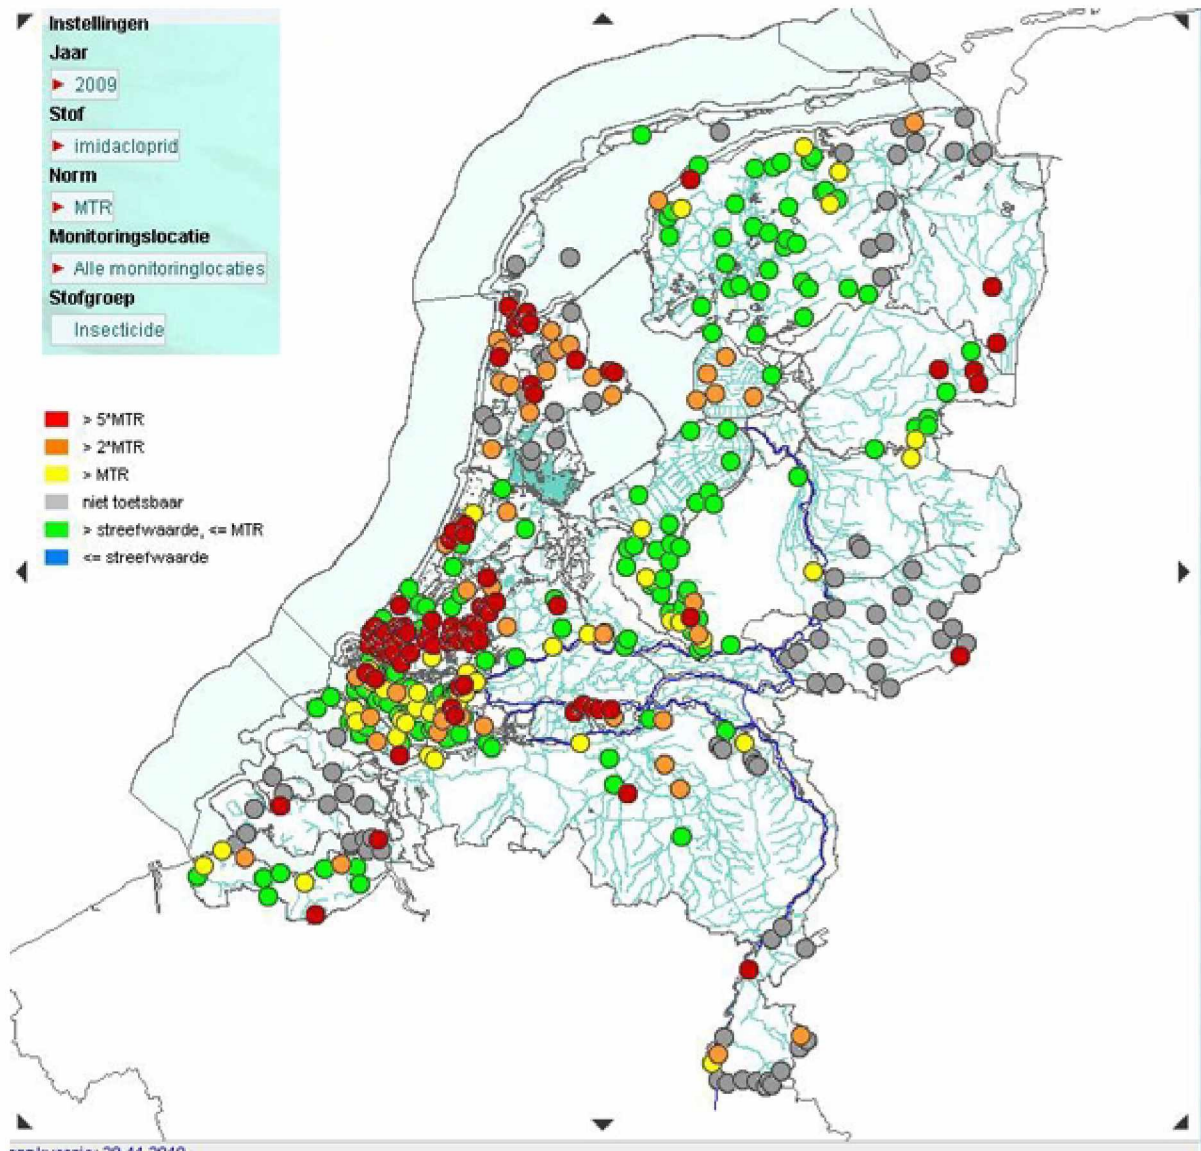 Instellingen
Jaar
2009
Stof
imidacloprid
Norm
MTR
Monitoringslocatie
Alle monitoringlocaties
Stofgroep
Insecticide
> 5*MTR
> 2*MTR
> MTR
niet toetsbaar
> streefwaarde, <= MTR
<= streefwaarde